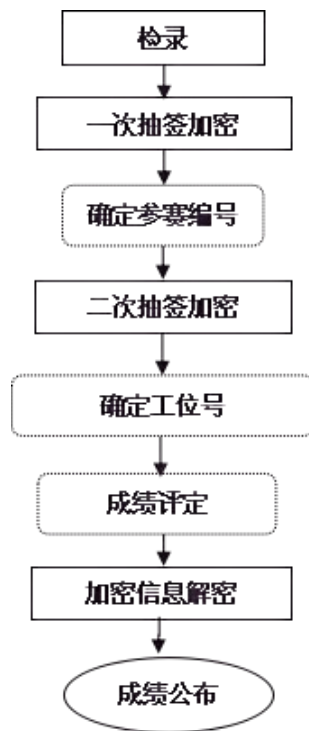 检录
一次抽签加密
确定参赛编号
二次抽签加密
确定工位号
成绩评定
加密信息解密
成绩公布